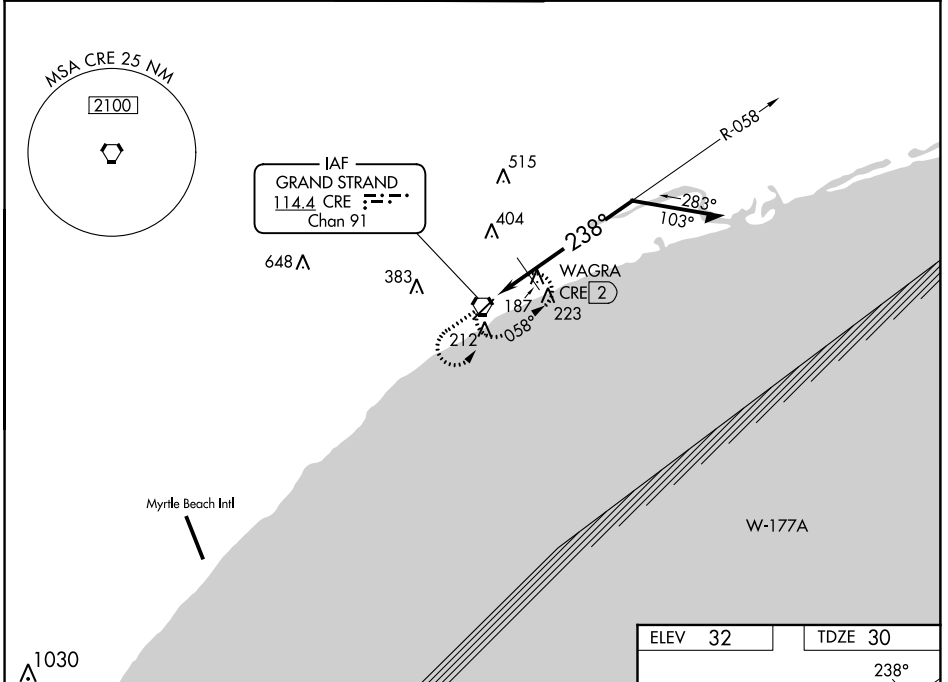 MSA CRE 25 NM
2100
IAF
GRAND STRAND
114.4 CRE
Chan 91
515
404
648
383
R-058
283°
103°
238°
WAGRA
CRE 2
187
223
058°
212
Myrtle Beach Intl
W-177A
1030
ELEV 32
TDZE 30
238°